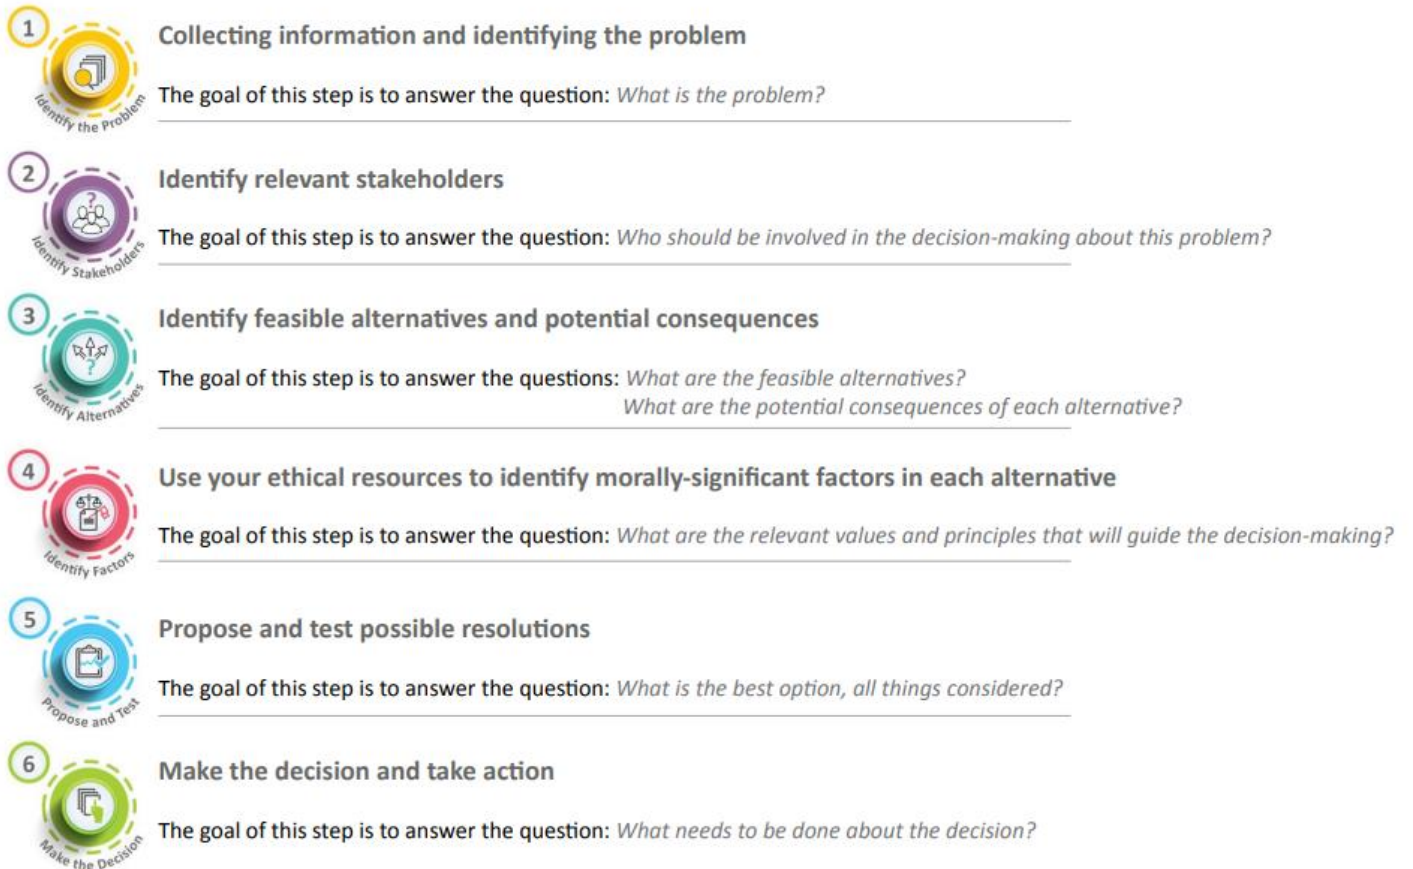 1
Collecting information and identifying the problem
The goal of this step is to answer the question: What is the problem?
Identify the Problem
2
Identify relevant stakeholders
The goal of this step is to answer the question: Who should be involved in the decision-making about this problem?
Identify Stakeholders
3
Identify feasible alternatives and potential consequences
The goal of this step is to answer the questions: What are the feasible alternatives?
What are the potential consequences of each alternative?
Identify Alternatives
4
Use your ethical resources to identify morally-significant factors in each alternative
The goal of this step is to answer the question: What are the relevant values and principles that will guide the decision-making?
Identify Factors
5
Propose and test possible resolutions
The goal of this step is to answer the question: What is the best option, all things considered?
Propose and Test
6
Make the decision and take action
The goal of this step is to answer the question: What needs to be done about the decision?
Make the Decision